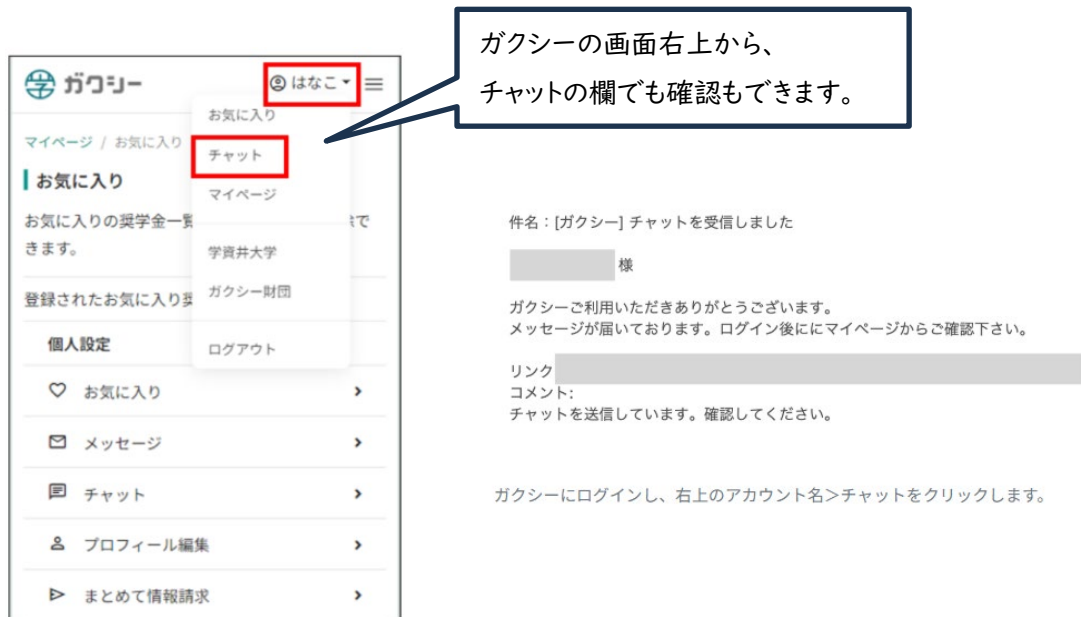 ガクシーの画面右上から、
チャットの欄でも確認もできます。
ガクシー
はなこ
お気に入り
チャット
マイページ
学資井大学
ガクシー財団
ログアウト
マイページ / お気に入り
お気に入り
お気に入りの奨学金一
で
きます。
登録されたお気に入り
個人設定
お気に入り
メッセージ
チャット
プロフィール編集
まとめて情報請求
件名：[ガクシー] チャットを受信しました
様
ガクシーご利用いただきありがとうございます。
メッセージが届いております。ログイン後ににマイページからご確認下さい。
リンク
コメント:
チャットを送信しています。確認してください。
ガクシーにログインし、右上のアカウント名＞チャットをクリックします。